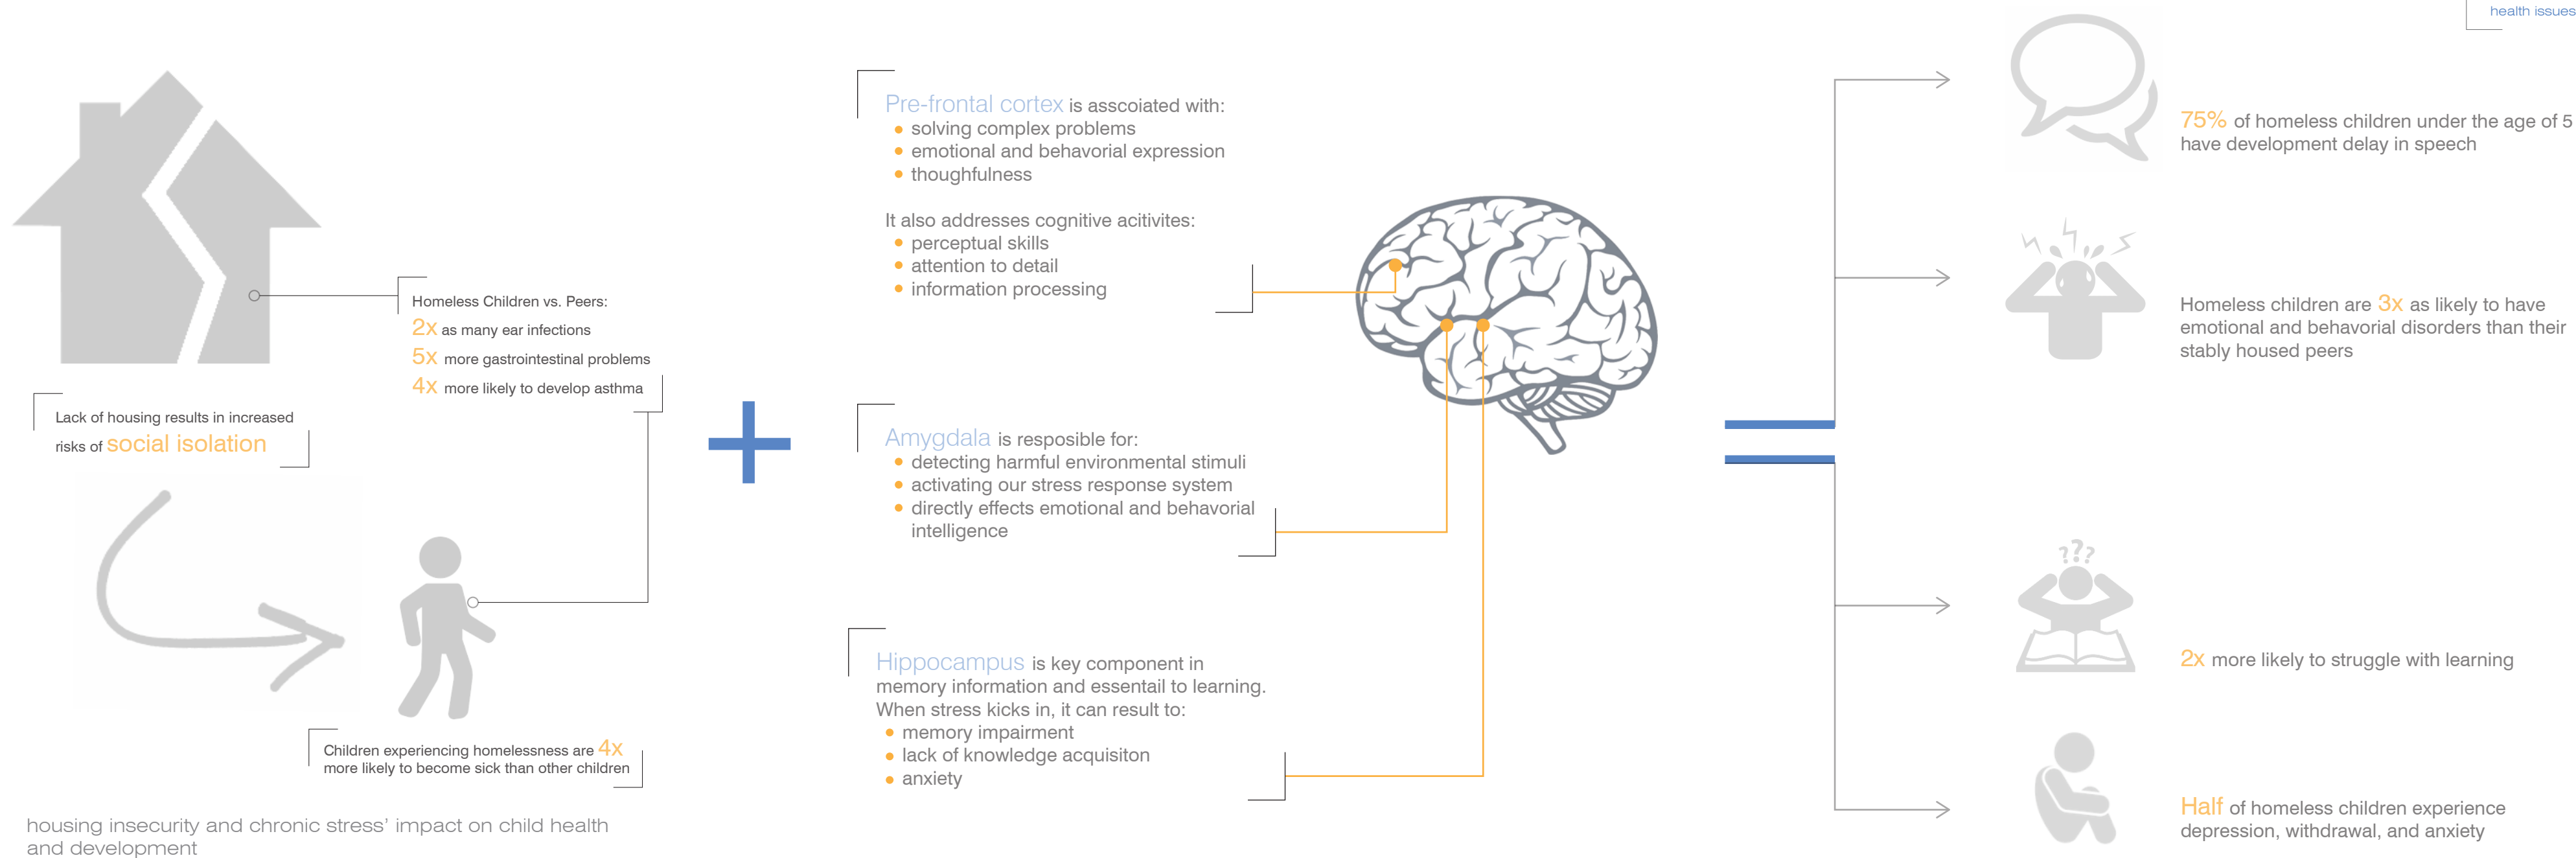 health issues
Homeless Children vs. Peers:
2x as many ear infections
5x more gastrointestinal problems
4x more likely to develop asthma
Lack of housing results in increased
risks of social isolation
Children experiencing homelessness are 4x
more likely to become sick than other children
housing insecurity and chronic stress' impact on child health
and development
Pre-frontal cortex is asscoiated with:
• solving complex problems
• emotional and behavorial expression
• thoughtfulness
It also addresses cognitive acitivites:
• perceptual skills
• attention to detail
• information processing
Amygdala is resposible for:
• detecting harmful environmental stimuli
• activating our stress response system
• directly effects emotional and behavorial
intelligence
Hippocampus is key component in
memory information and essentail to learning.
When stress kicks in, it can result to:
• memory impairment
• lack of knowledge acquisiton
• anxiety
75% of homeless children under the age of 5
have development delay in speech
Homeless children are 3x as likely to have
emotional and behavorial disorders than their
stably housed peers
???
2x more likely to struggle with learning
Half of homeless children experience
depression, withdrawal, and anxiety